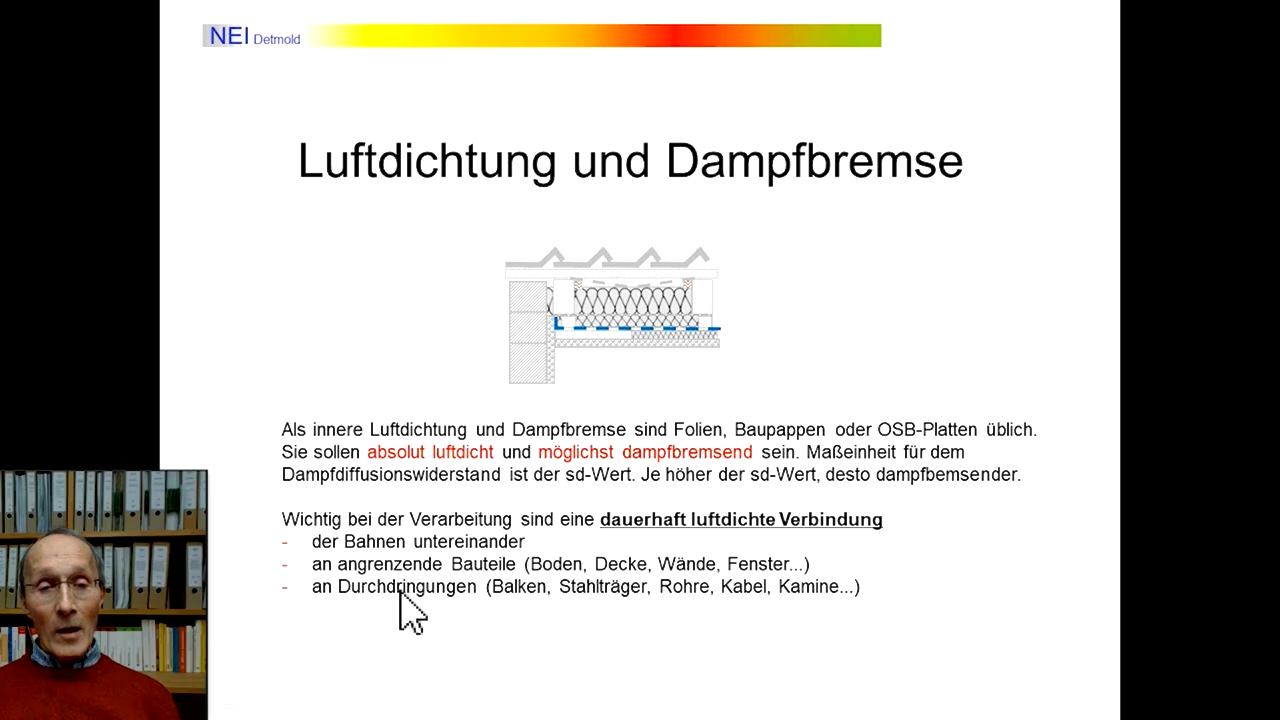 NEI Detmold
Luftdichtung und Dampfbremse
Als innere Luftdichtung und Dampfbremse sind Folien, Baupappen oder OSB-Platten üblich.
Sie sollen absolut luftdicht und möglichst dampfbremsend sein. Maßeinheit für dem
Dampfdiffusionswiderstand ist der sd-Wert. Je höher der sd-Wert, desto dampfbemsender.
Wichtig bei der Verarbeitung sind eine dauerhaft luftdichte Verbindung
- der Bahnen untereinander
- an angrenzende Bauteile (Boden, Decke, Wände, Fenster...)
- an Durchdringungen (Balken, Stahlträger, Rohre, Kabel, Kamine...)